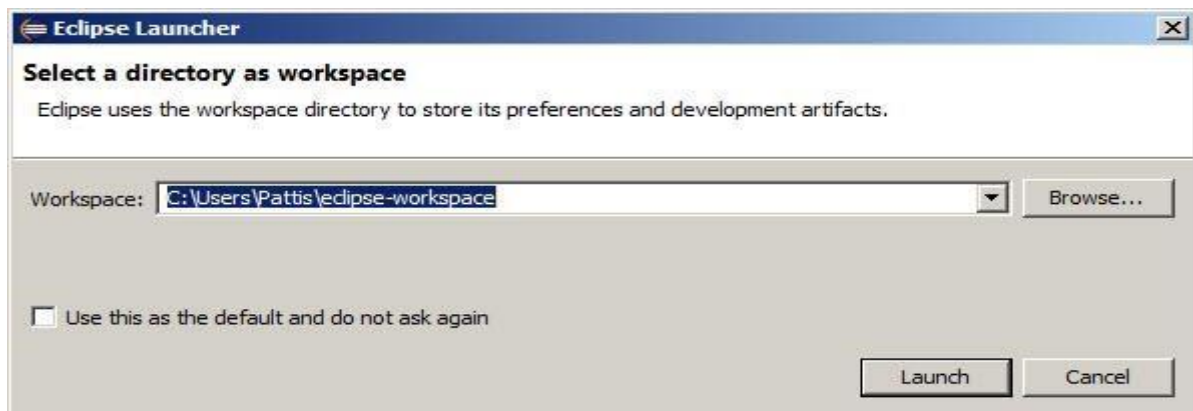 Eclipse Launcher
Select a directory as workspace
Eclipse uses the workspace directory to store its preferences and development artifacts.
Workspace: C:\Users\Pattis\eclipse-workspace Browse...
Use this as the default and do not ask again
Launch Cancel